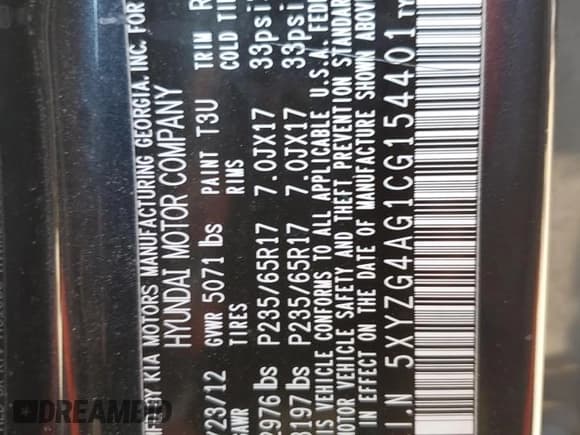 BY KIA MOTORS MANUFACTURING GEORGIA, INC. FOR
HYUNDAI MOTOR COMPANY
/23/12 GVWR 5071 lbs PAINT T3U TRIM
GAWR TIRES RIMS COLD
2976 lbs P235/65R17 7.0JX17 33psi
3197 lbs P235/65R17 7.0JX17 33psi
VEHICLE CONFORMS TO ALL APPLICABLE U.S.A. FEDE
MOTOR VEHICLE SAFETY AND THEFT PREVENTION STANDAR
IN EFFECT ON THE DATE OF MANUFACTURE SHOWN ABOV
I.N 5XYZG4AG1CG154401 TY
DREAMBID